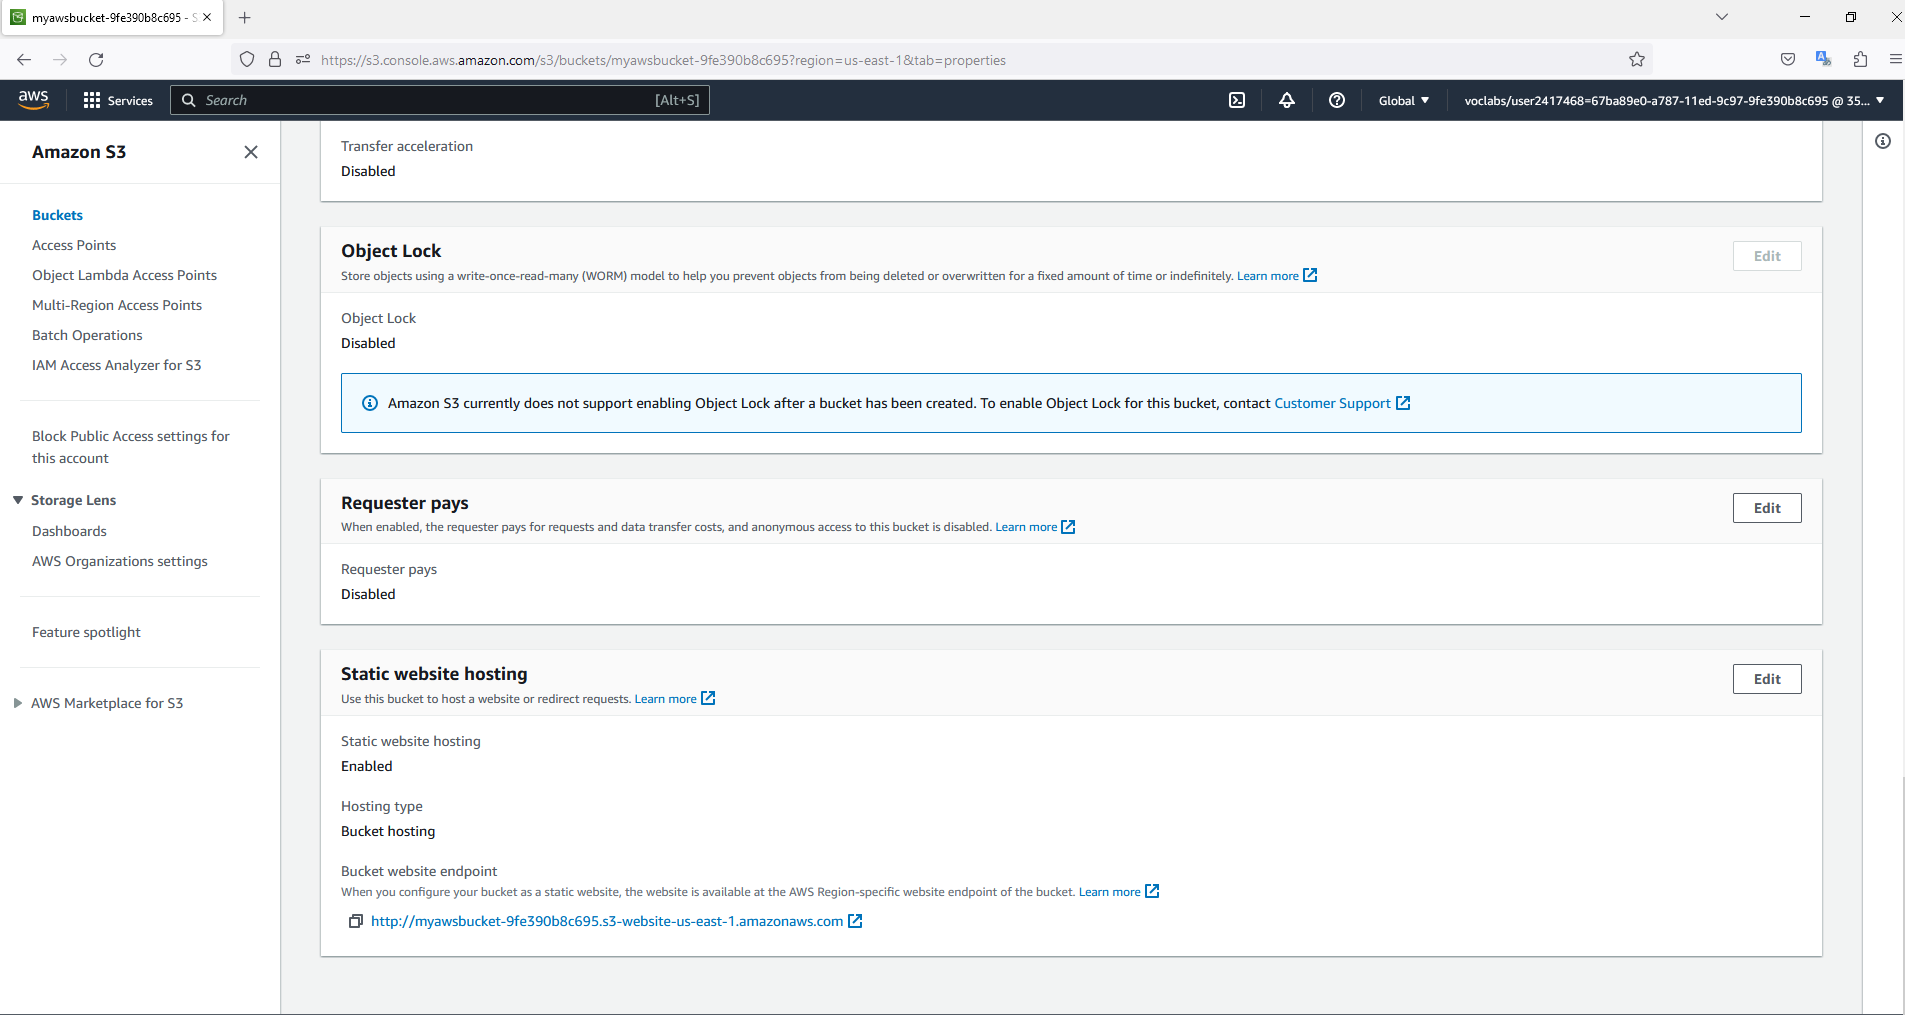 myawsbucket-9fe390b8c695 - S
https://s3.console.aws.amazon.com/s3/buckets/myawsbucket-9fe390b8c695?region=us-east-1&tab=properties
aws
Services
Search
[Alt+S]
Global
voclabs/user2417468=67ba89e0-a787-11ed-9c97-9fe390b8c695 @ 35...
Amazon S3
Buckets
Access Points
Object Lambda Access Points
Multi-Region Access Points
Batch Operations
IAM Access Analyzer for S3
Block Public Access settings for
this account
Storage Lens
Dashboards
AWS Organizations settings
Feature spotlight
AWS Marketplace for S3
Transfer acceleration
Disabled
Object Lock
Edit
Store objects using a write-once-read-many (WORM) model to help you prevent objects from being deleted or overwritten for a fixed amount of time or indefinitely. Learn more
Object Lock
Disabled
Amazon S3 currently does not support enabling Object Lock after a bucket has been created. To enable Object Lock for this bucket, contact Customer Support
Requester pays
Edit
When enabled, the requester pays for requests and data transfer costs, and anonymous access to this bucket is disabled. Learn more
Requester pays
Disabled
Static website hosting
Edit
Use this bucket to host a website or redirect requests. Learn more
Static website hosting
Enabled
Hosting type
Bucket hosting
Bucket website endpoint
When you configure your bucket as a static website, the website is available at the AWS Region-specific website endpoint of the bucket. Learn more
http://myawsbucket-9fe390b8c695.s3-website-us-east-1.amazonaws.com